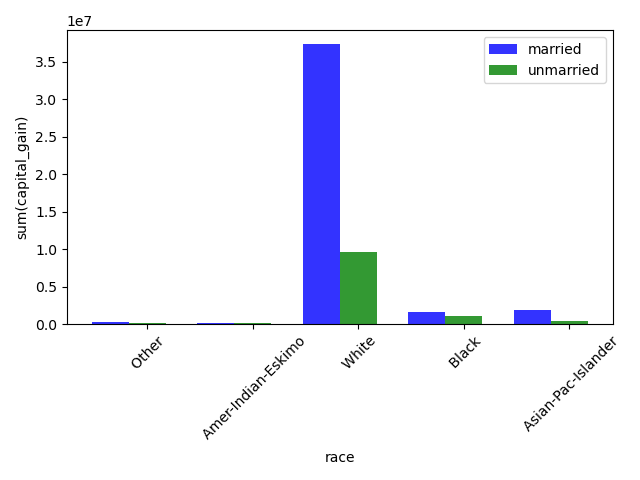 1e7
married
unmarried
3.5
3.0
2.5
2.0
1.5
1.0
0.5
0.0
sum(capital_gain)
Other
Amer-Indian-Eskimo
White
Black
Asian-Pac-Islander
race